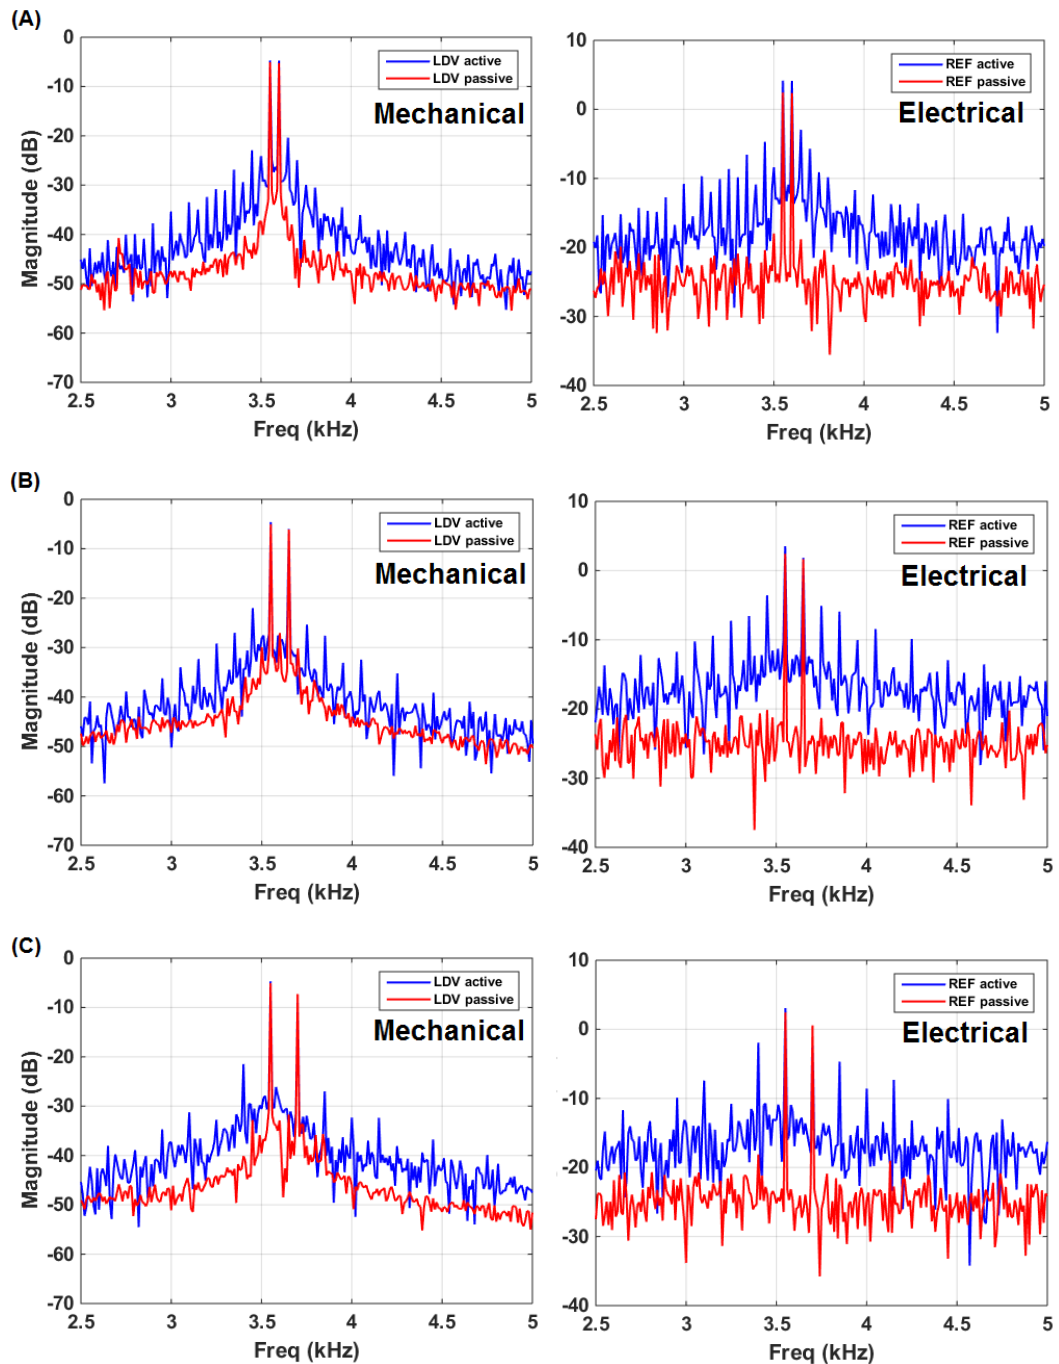 (A)
0
-10
-20
-30
-40
-50
-60
-70
Magnitude (dB)
LDV active
LDV passive
Mechanical
2.5 3 3.5 4 4.5 5
Freq (kHz)
10
0
-10
-20
-30
-40
REF active
REF passive
Electrical
3 3.5 4 4.5 5
Freq (kHz)
(B)
0
-10
-20
-30
-40
-50
-60
-70
Magnitude (dB)
LDV active
LDV passive
Mechanical
2.5 3 3.5 4 4.5 5
Freq (kHz)
10
0
-10
-20
-30
-40
REF active
REF passive
Electrical
2.5 3 3.5 4 4.5 5
Freq (kHz)
(C)
0
-10
-20
-30
-40
-50
-60
-70
Magnitude (dB)
LDV active
LDV passive
Mechanical
2.5 3 3.5 4 4.5 5
Freq (kHz)
10
0
-10
-20
-30
-40
REF active
REF passive
Electrical
2.5 3 3.5 4 4.5 5
Freq (kHz)